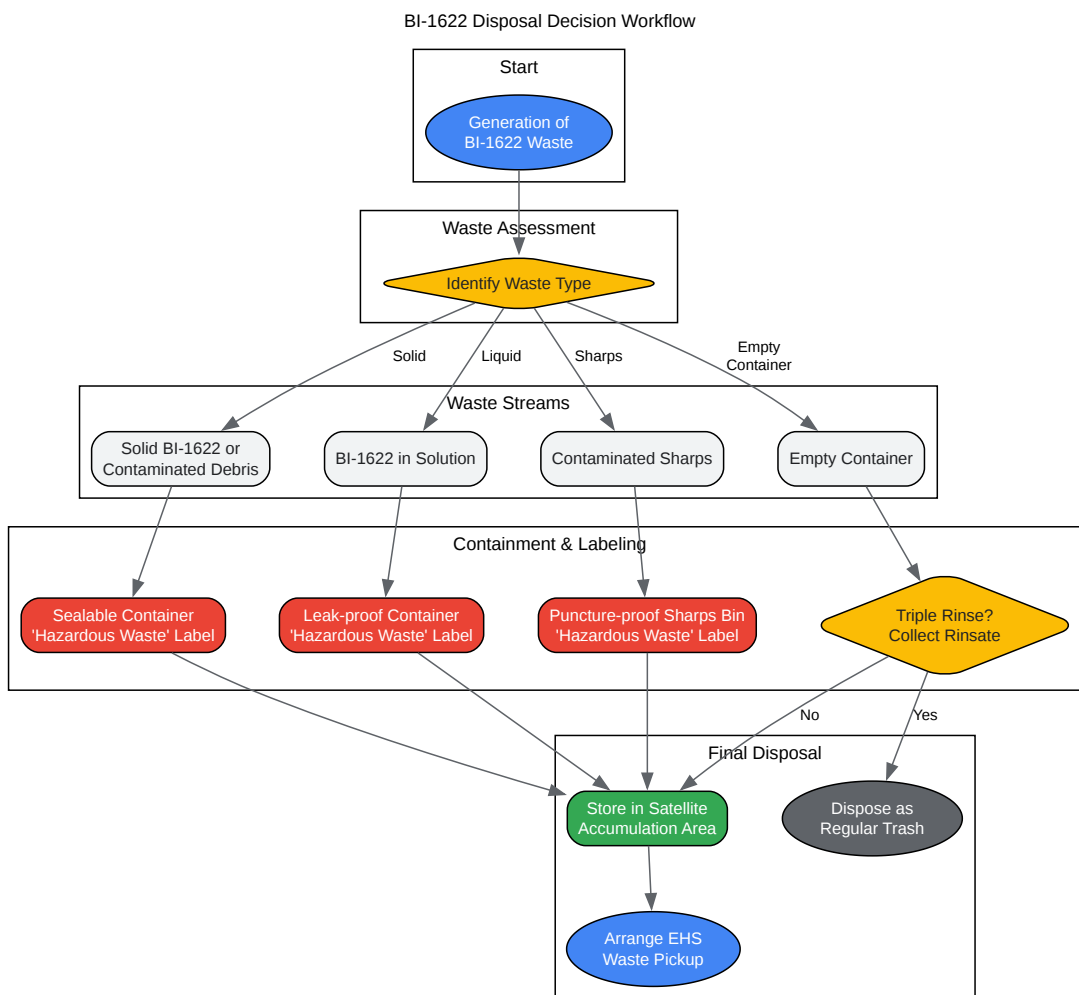 BI-1622 Disposal Decision Workflow
Start
Generation of
BI-1622 Waste
Waste Assessment
Identify Waste Type
Solid
Liquid
Sharps
Empty
Container
Waste Streams
Solid BI-1622 or
Contaminated Debris
BI-1622 in Solution
Contaminated Sharps
Empty Container
Containment & Labeling
Sealable Container
'Hazardous Waste' Label
Leak-proof Container
'Hazardous Waste' Label
Puncture-proof Sharps Bin
'Hazardous Waste' Label
Triple Rinse?
Collect Rinsate
No
Yes
Final Disposal
Store in Satellite
Accumulation Area
Dispose as
Regular Trash
Arrange EHS
Waste Pickup